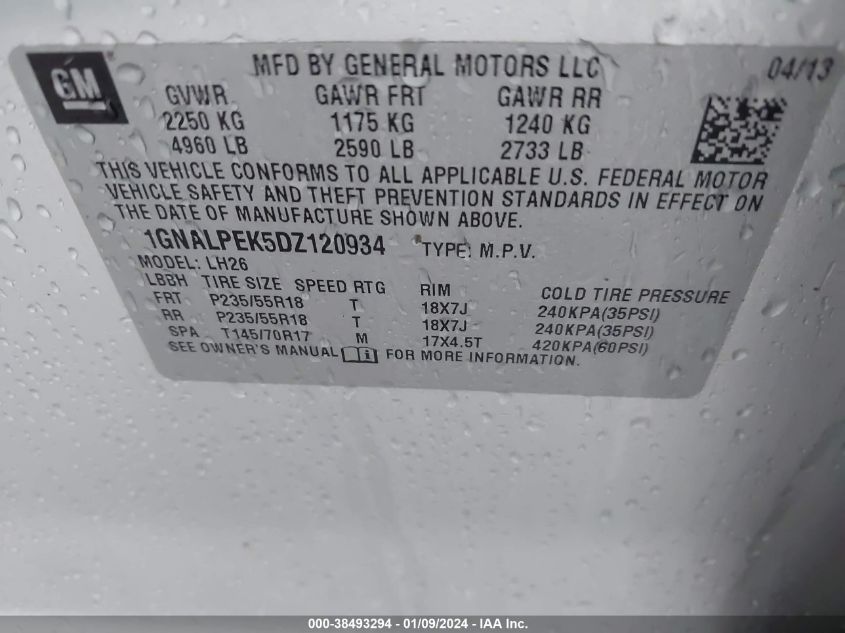 GM
MFD BY GENERAL MOTORS LLC 04/13
GVWR GAWR FRT GAWR RR
2250 KG 1175 KG 1240 KG
4960 LB 2590 LB 2733 LB
THIS VEHICLE CONFORMS TO ALL APPLICABLE U.S. FEDERAL MOTOR
VEHICLE SAFETY AND THEFT PREVENTION STANDARDS IN EFFECT ON
THE DATE OF MANUFACTURE SHOWN ABOVE.
1GNALPEK5DZ120934 TYPE: M.P.V.
MODEL: LH26
LBBH TIRE SIZE SPEED RTG RIM COLD TIRE PRESSURE
FRT P235/55R18 T 18X7J 240KPA(35PSI)
RR P235/55R18 T 18X7J 240KPA(35PSI)
SPA T145/70R17 M 17X4.5T 420KPA(60PSI)
SEE OWNER'S MANUAL FOR MORE INFORMATION.
000-38493294 - 01/09/2024 - IAA Inc.